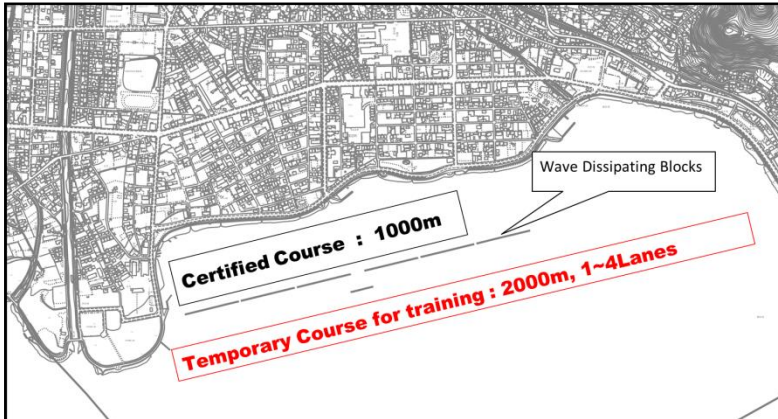 Wave Dissipating Blocks
Certified Course : 1000m
Temporary Course for training : 2000m, 1~4Lanes